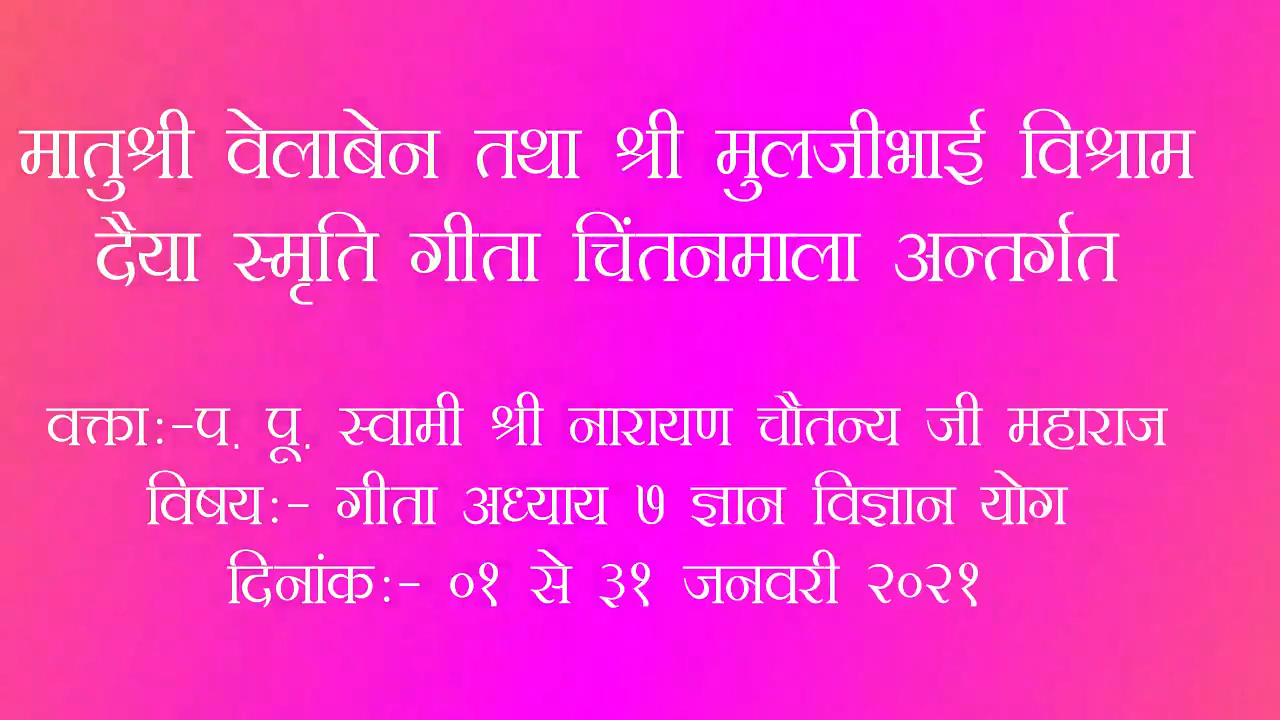 मातुश्री वेलाबेन तथा श्री मुलजीभाई विश्राम
दैया स्मृति गीता चिंतनमाला अन्तर्गत
वक्ता:-प. पू. स्वामी श्री नारायण चौतन्य जी महाराज
विषय:- गीता अध्याय ७ ज्ञान विज्ञान योग
दिनांक:- ०१ से ३१ जनवरी २०२१